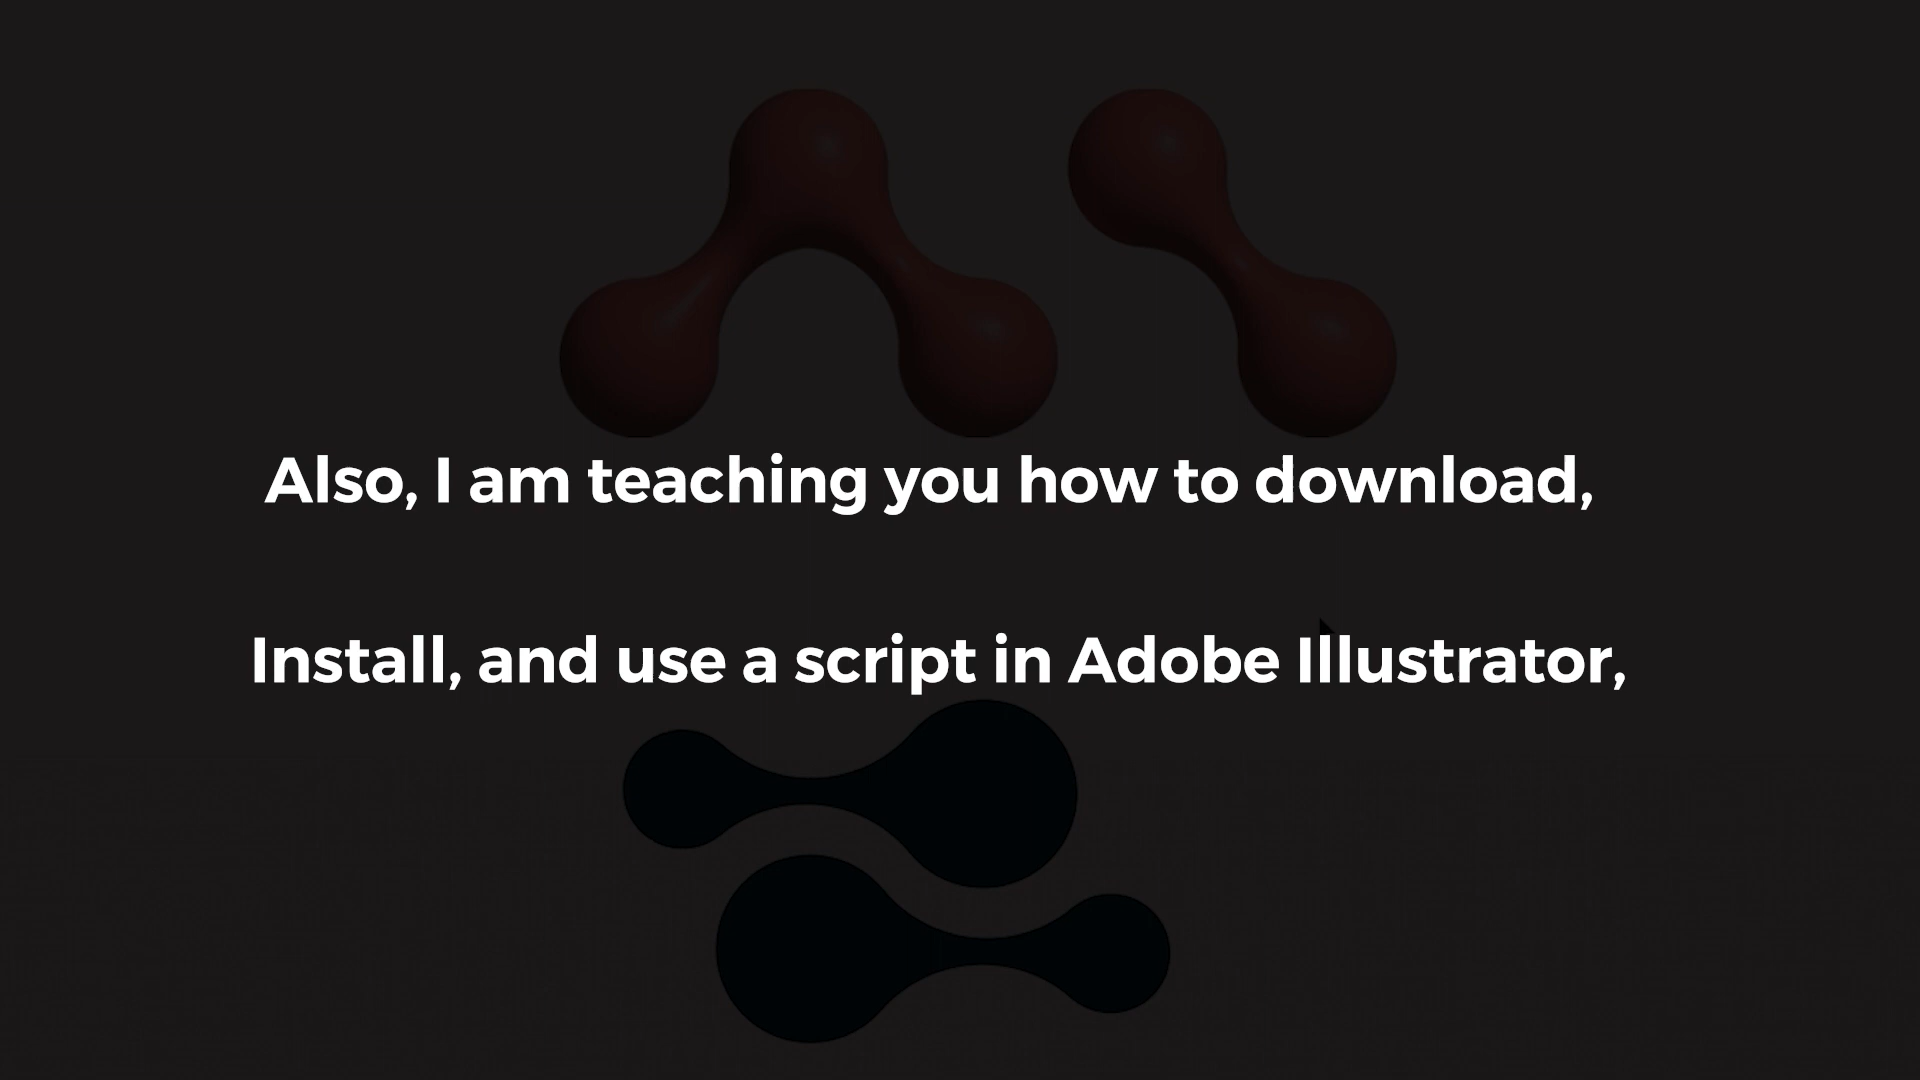 Also, I am teaching you how to download,
Install, and use a script in Adobe Illustrator,